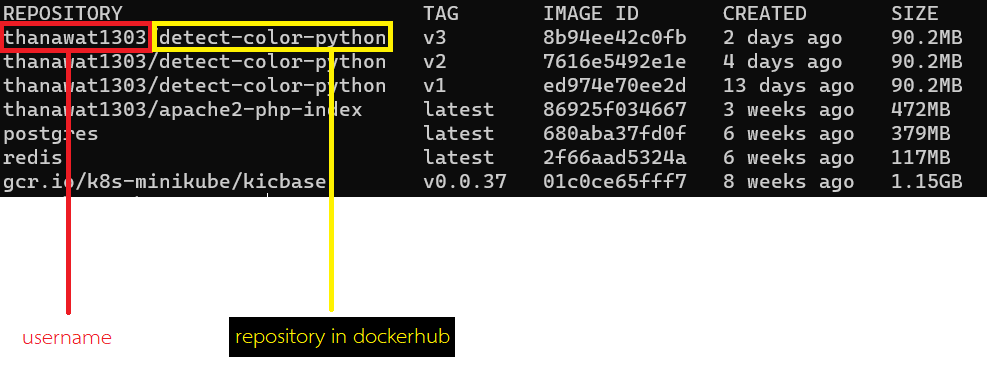 REPOSITORY TAG IMAGE ID CREATED SIZE
thanawat1303/detect-color-python v3 8b94ee42c0fb 2 days ago 90.2MB
thanawat1303/detect-color-python v2 7616e5492e1e 4 days ago 90.2MB
thanawat1303/detect-color-python v1 ed974e70ee2d 13 days ago 90.2MB
thanawat1303/apache2-php-index latest 86925f034667 3 weeks ago 472MB
postgres latest 680aba37fd0f 6 weeks ago 379MB
redis latest 2f66aad5324a 6 weeks ago 117MB
gcr.io/k8s-minikube/kicbase v0.0.37 01c0ce65fff7 8 weeks ago 1.15GB
username
repository in dockerhub